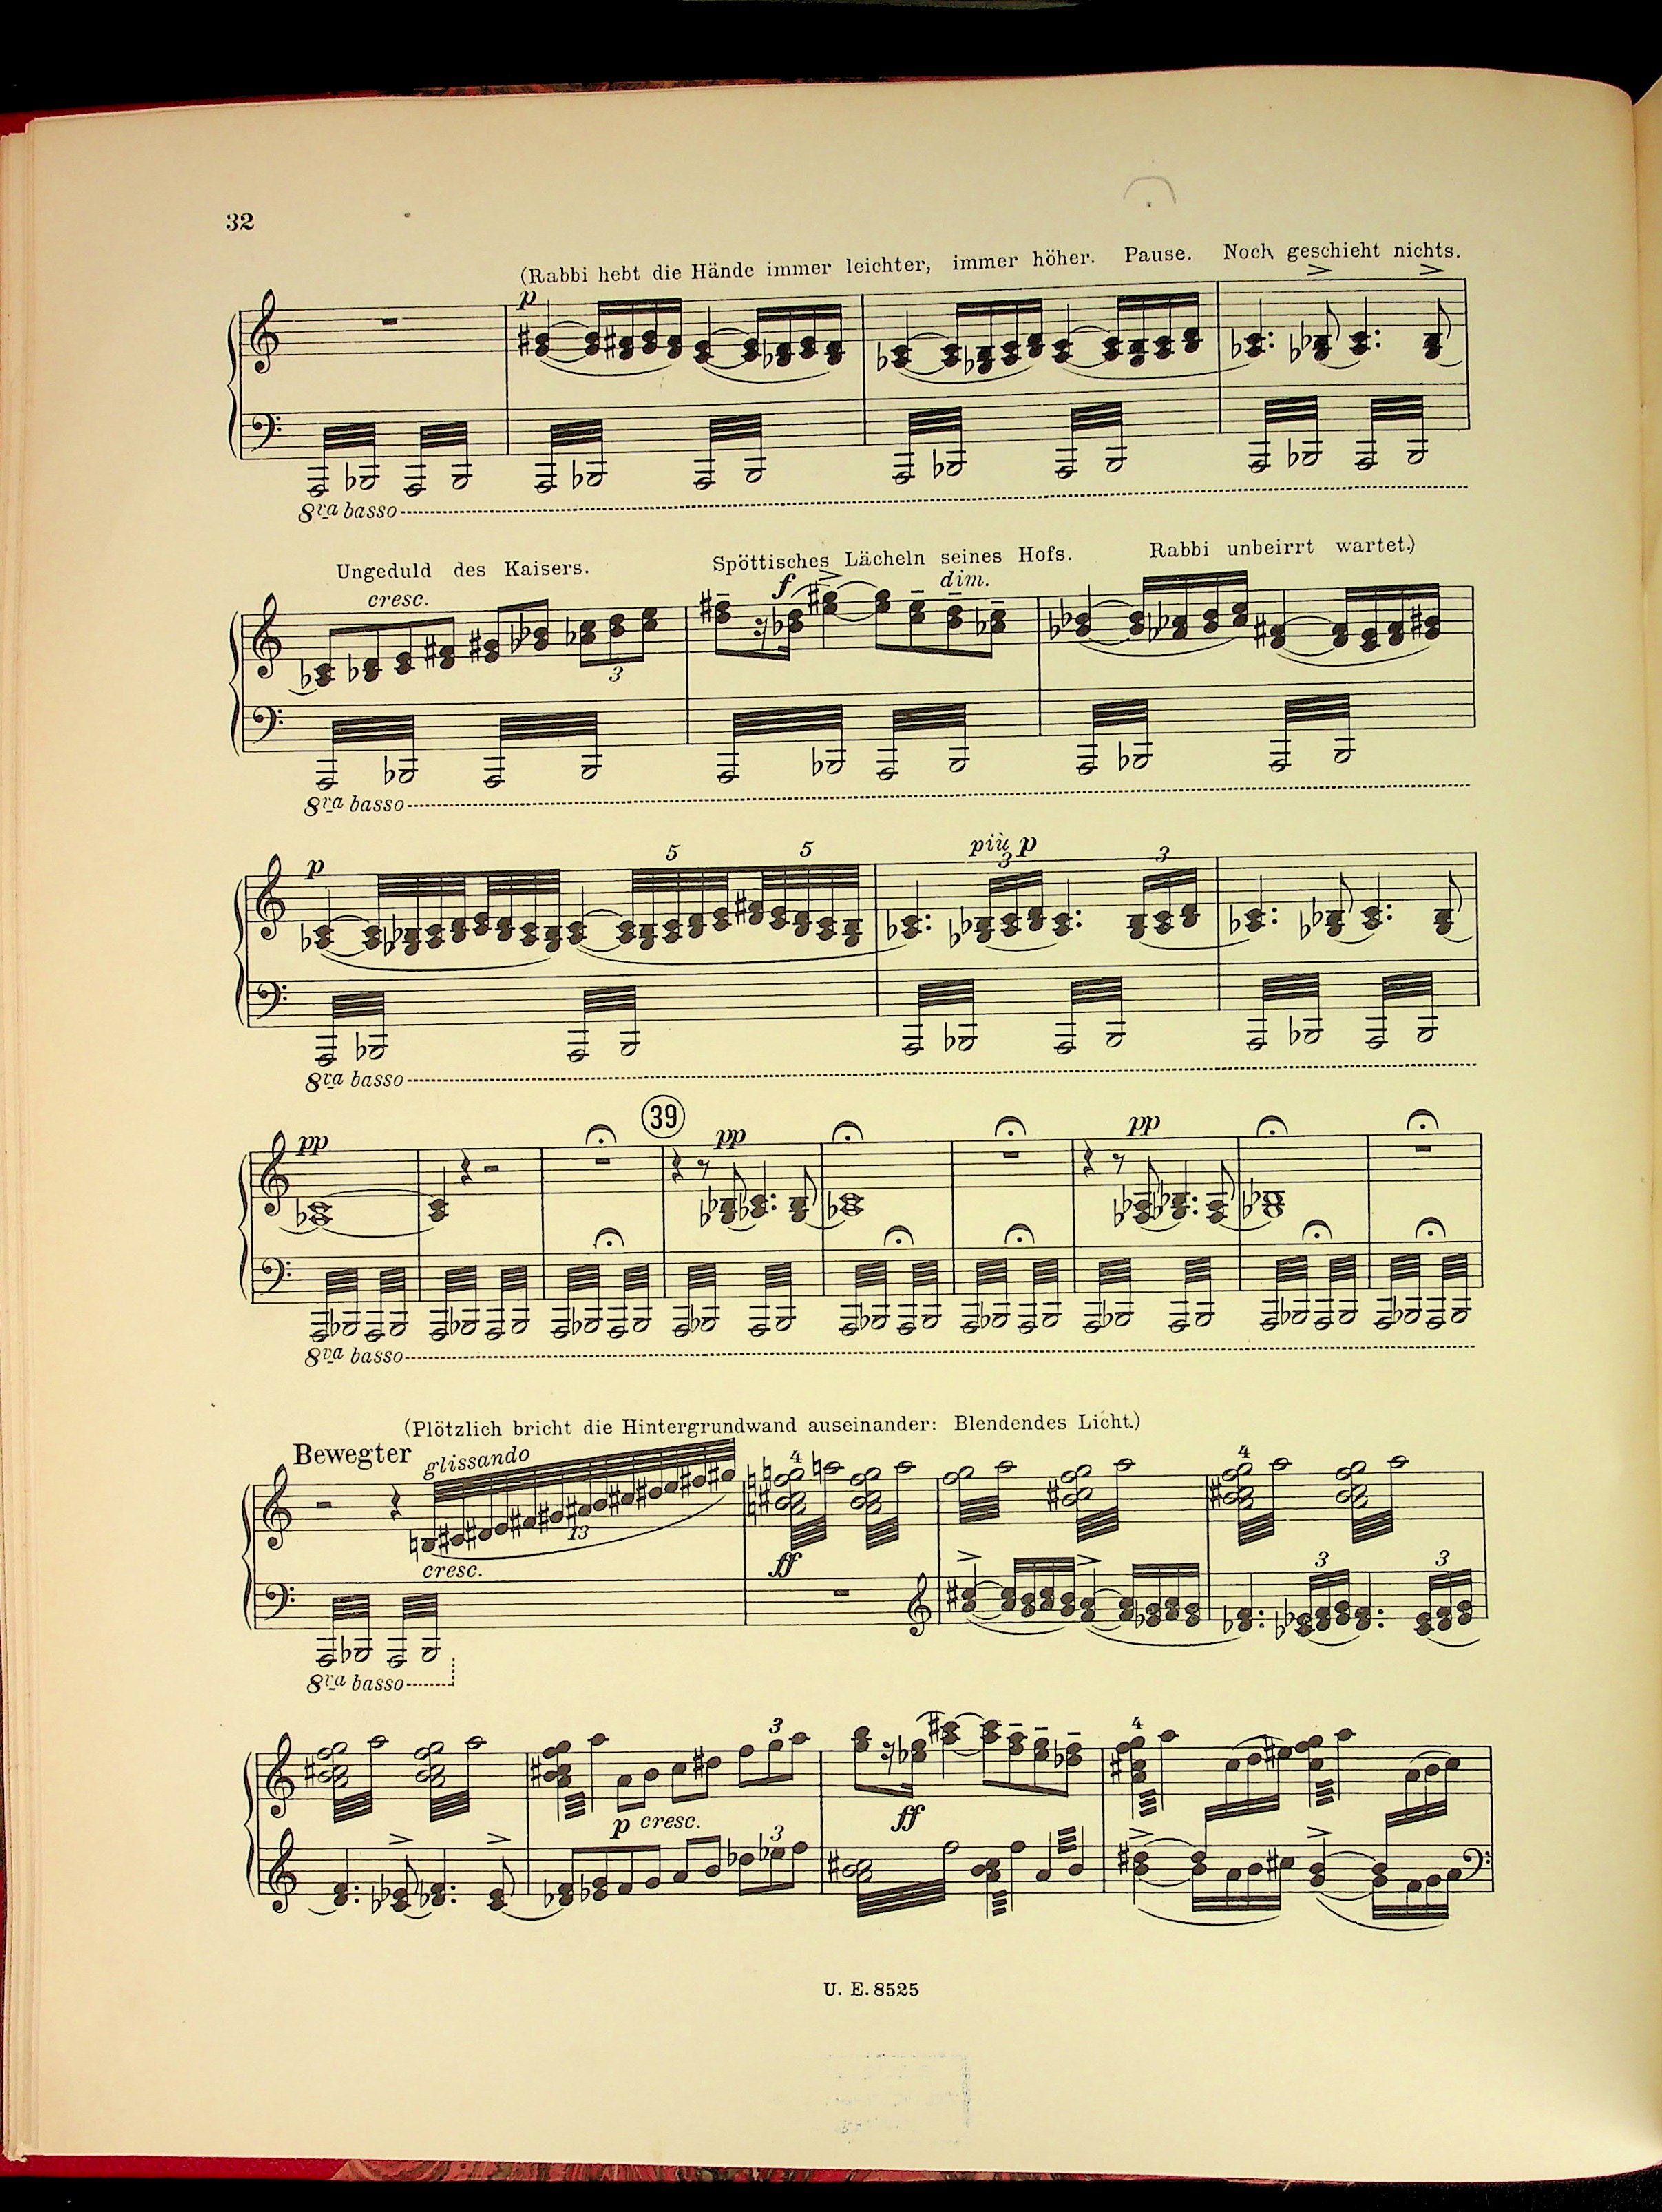 32
(Rabbi hebt die Hände immer leichter, immer höher. Pause. Noch geschieht nichts.
p
8va basso
Ungeduld des Kaisers. Spöttisches Lächeln seines Hofs. Rabbi unbeirrt wartet.)
cresc. f dim.
3
8va basso
p 5 5 più p 3 3
8va basso
39
pp pp pp
8va basso
(Plötzlich bricht die Hintergrundwand auseinander: Blendendes Licht.)
Bewegter glissando 4 4
13
cresc. ff
3 3
8va basso
3 4
p cresc. ff
3
U. E. 8525